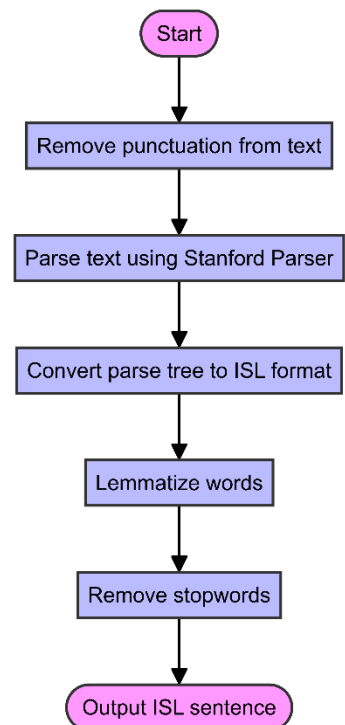 Start
Remove punctuation from text
Parse text using Stanford Parser
Convert parse tree to ISL format
Lemmatize words
Remove stopwords
Output ISL sentence